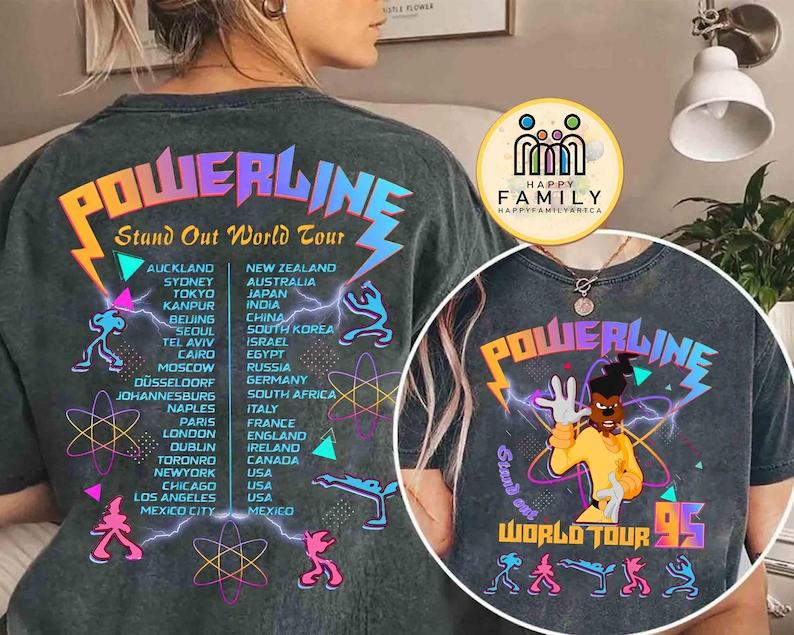 ISTLE FLOWER
POWERLINE
Stand Out World Tour
AUCKLAND NEW ZEALAND
SYDNEY AUSTRALIA
TOKYO JAPAN
KANPUR INDIA
BEIJING CHINA
SEOUL SOUTH KOREA
TEL AVIV ISRAEL
CAIRO EGYPT
MOSCOW RUSSIA
DÜSSELOORF GERMANY
JOHANNESBURG SOUTH AFRICA
NAPLES ITALY
PARIS FRANCE
LONDON ENGLAND
DUBLIN IRELAND
TORONRO CANADA
NEWYORK USA
CHICAGO USA
LOS ANGELES USA
MEXICO CITY MEXICO
HAPPY
FAMILY
HAPPYFAMILYARTCA
POWERLINE
Stand out
WORLD TOUR 95